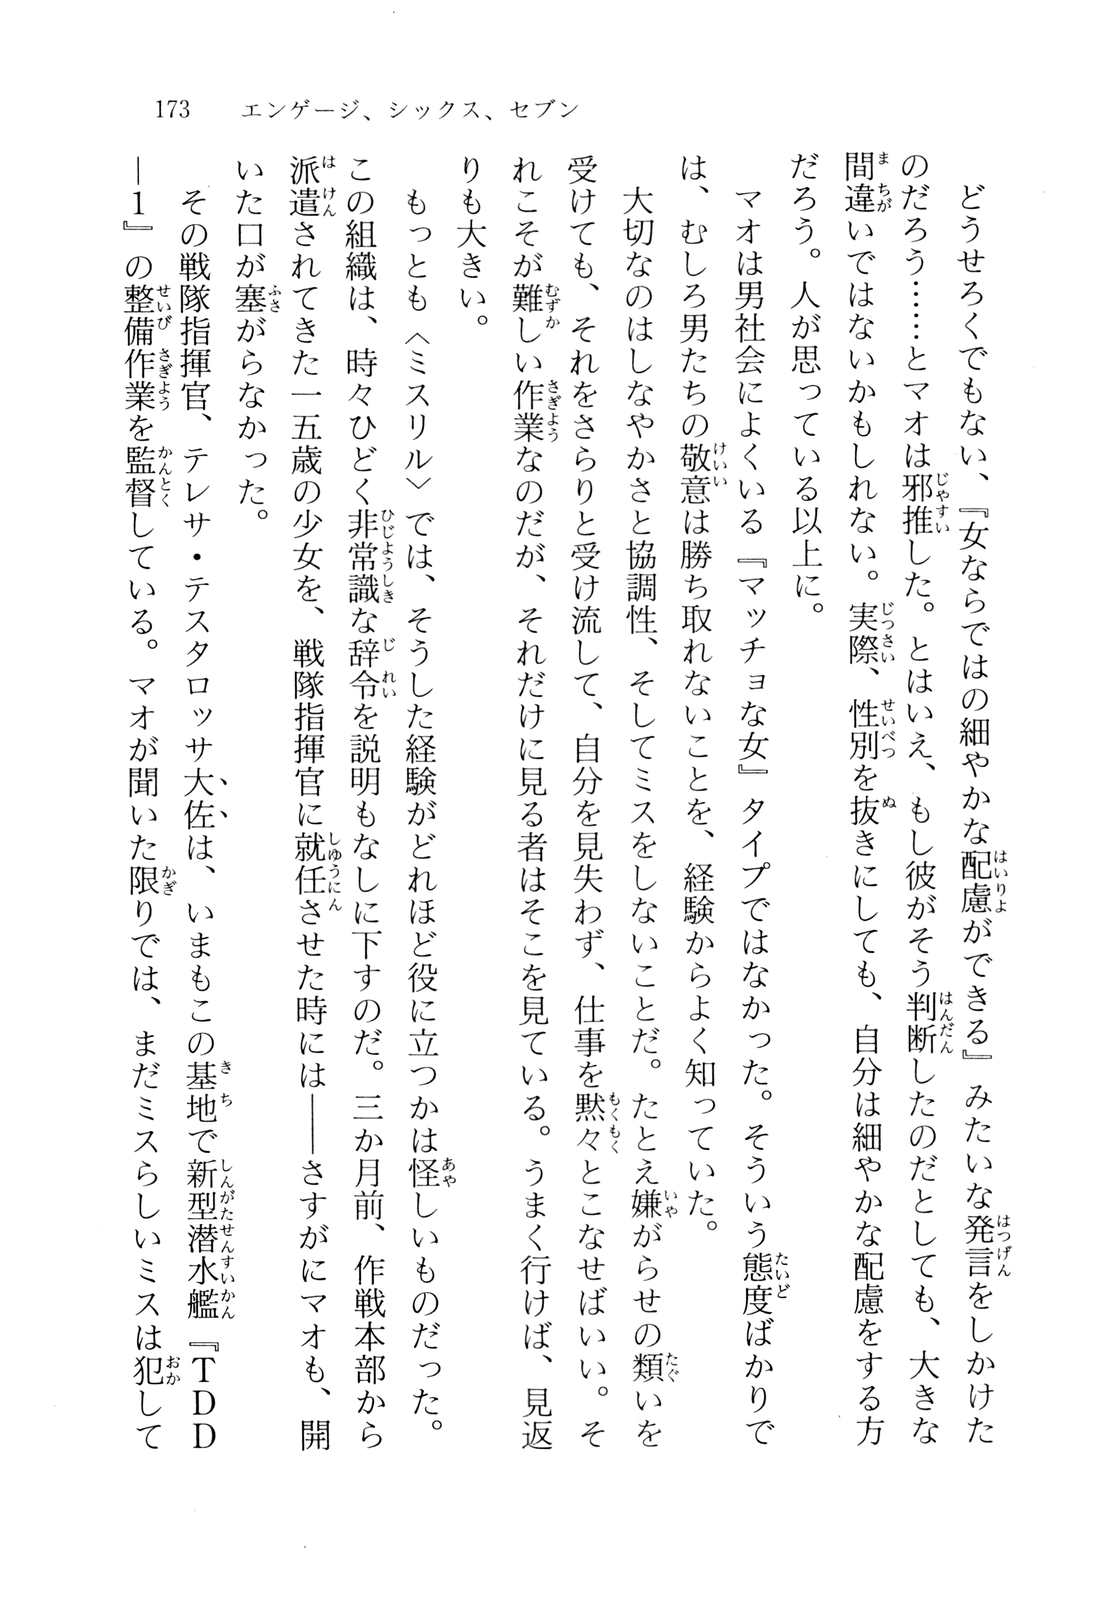 173 エンゲージ、シックス、セブン
どうせろくでもない、『女ならではの細やかな配慮ができる』みたいな発言をしかけた
のだろう……とマオは邪推した。とはいえ、もし彼がそう判断したのだとしても、大きな
間違いではないかもしれない。実際、性別を抜きにしても、自分は細やかな配慮をする方
だろう。人が思っている以上に。
マオは男社会によくいる『マッチョな女』タイプではなかった。そういう態度ばかりで
は、むしろ男たちの敬意は勝ち取れないことを、経験からよく知っていた。
大切なのはしなやかさと協調性、そしてミスをしないことだ。たとえ嫌がらせの類いを
受けても、それをさらりと受け流して、自分を見失わず、仕事を黙々とこなせばいい。そ
れこそが難しい作業なのだが、それだけに見る者はそこを見ている。うまく行けば、見返
りも大きい。
もっとも〈ミスリル〉では、そうした経験がどれほど役に立つかは怪しいものだった。
この組織は、時々ひどく非常識な辞令を説明もなしに下すのだ。三か月前、作戦本部から
派遣されてきた一五歳の少女を、戦隊指揮官に就任させた時には――さすがにマオも、開
いた口が塞がらなかった。
その戦隊指揮官、テレサ・テスタロッサ大佐は、いまもこの基地で新型潜水艦『TDD
―1』の整備作業を監督している。マオが聞いた限りでは、まだミスらしいミスは犯して